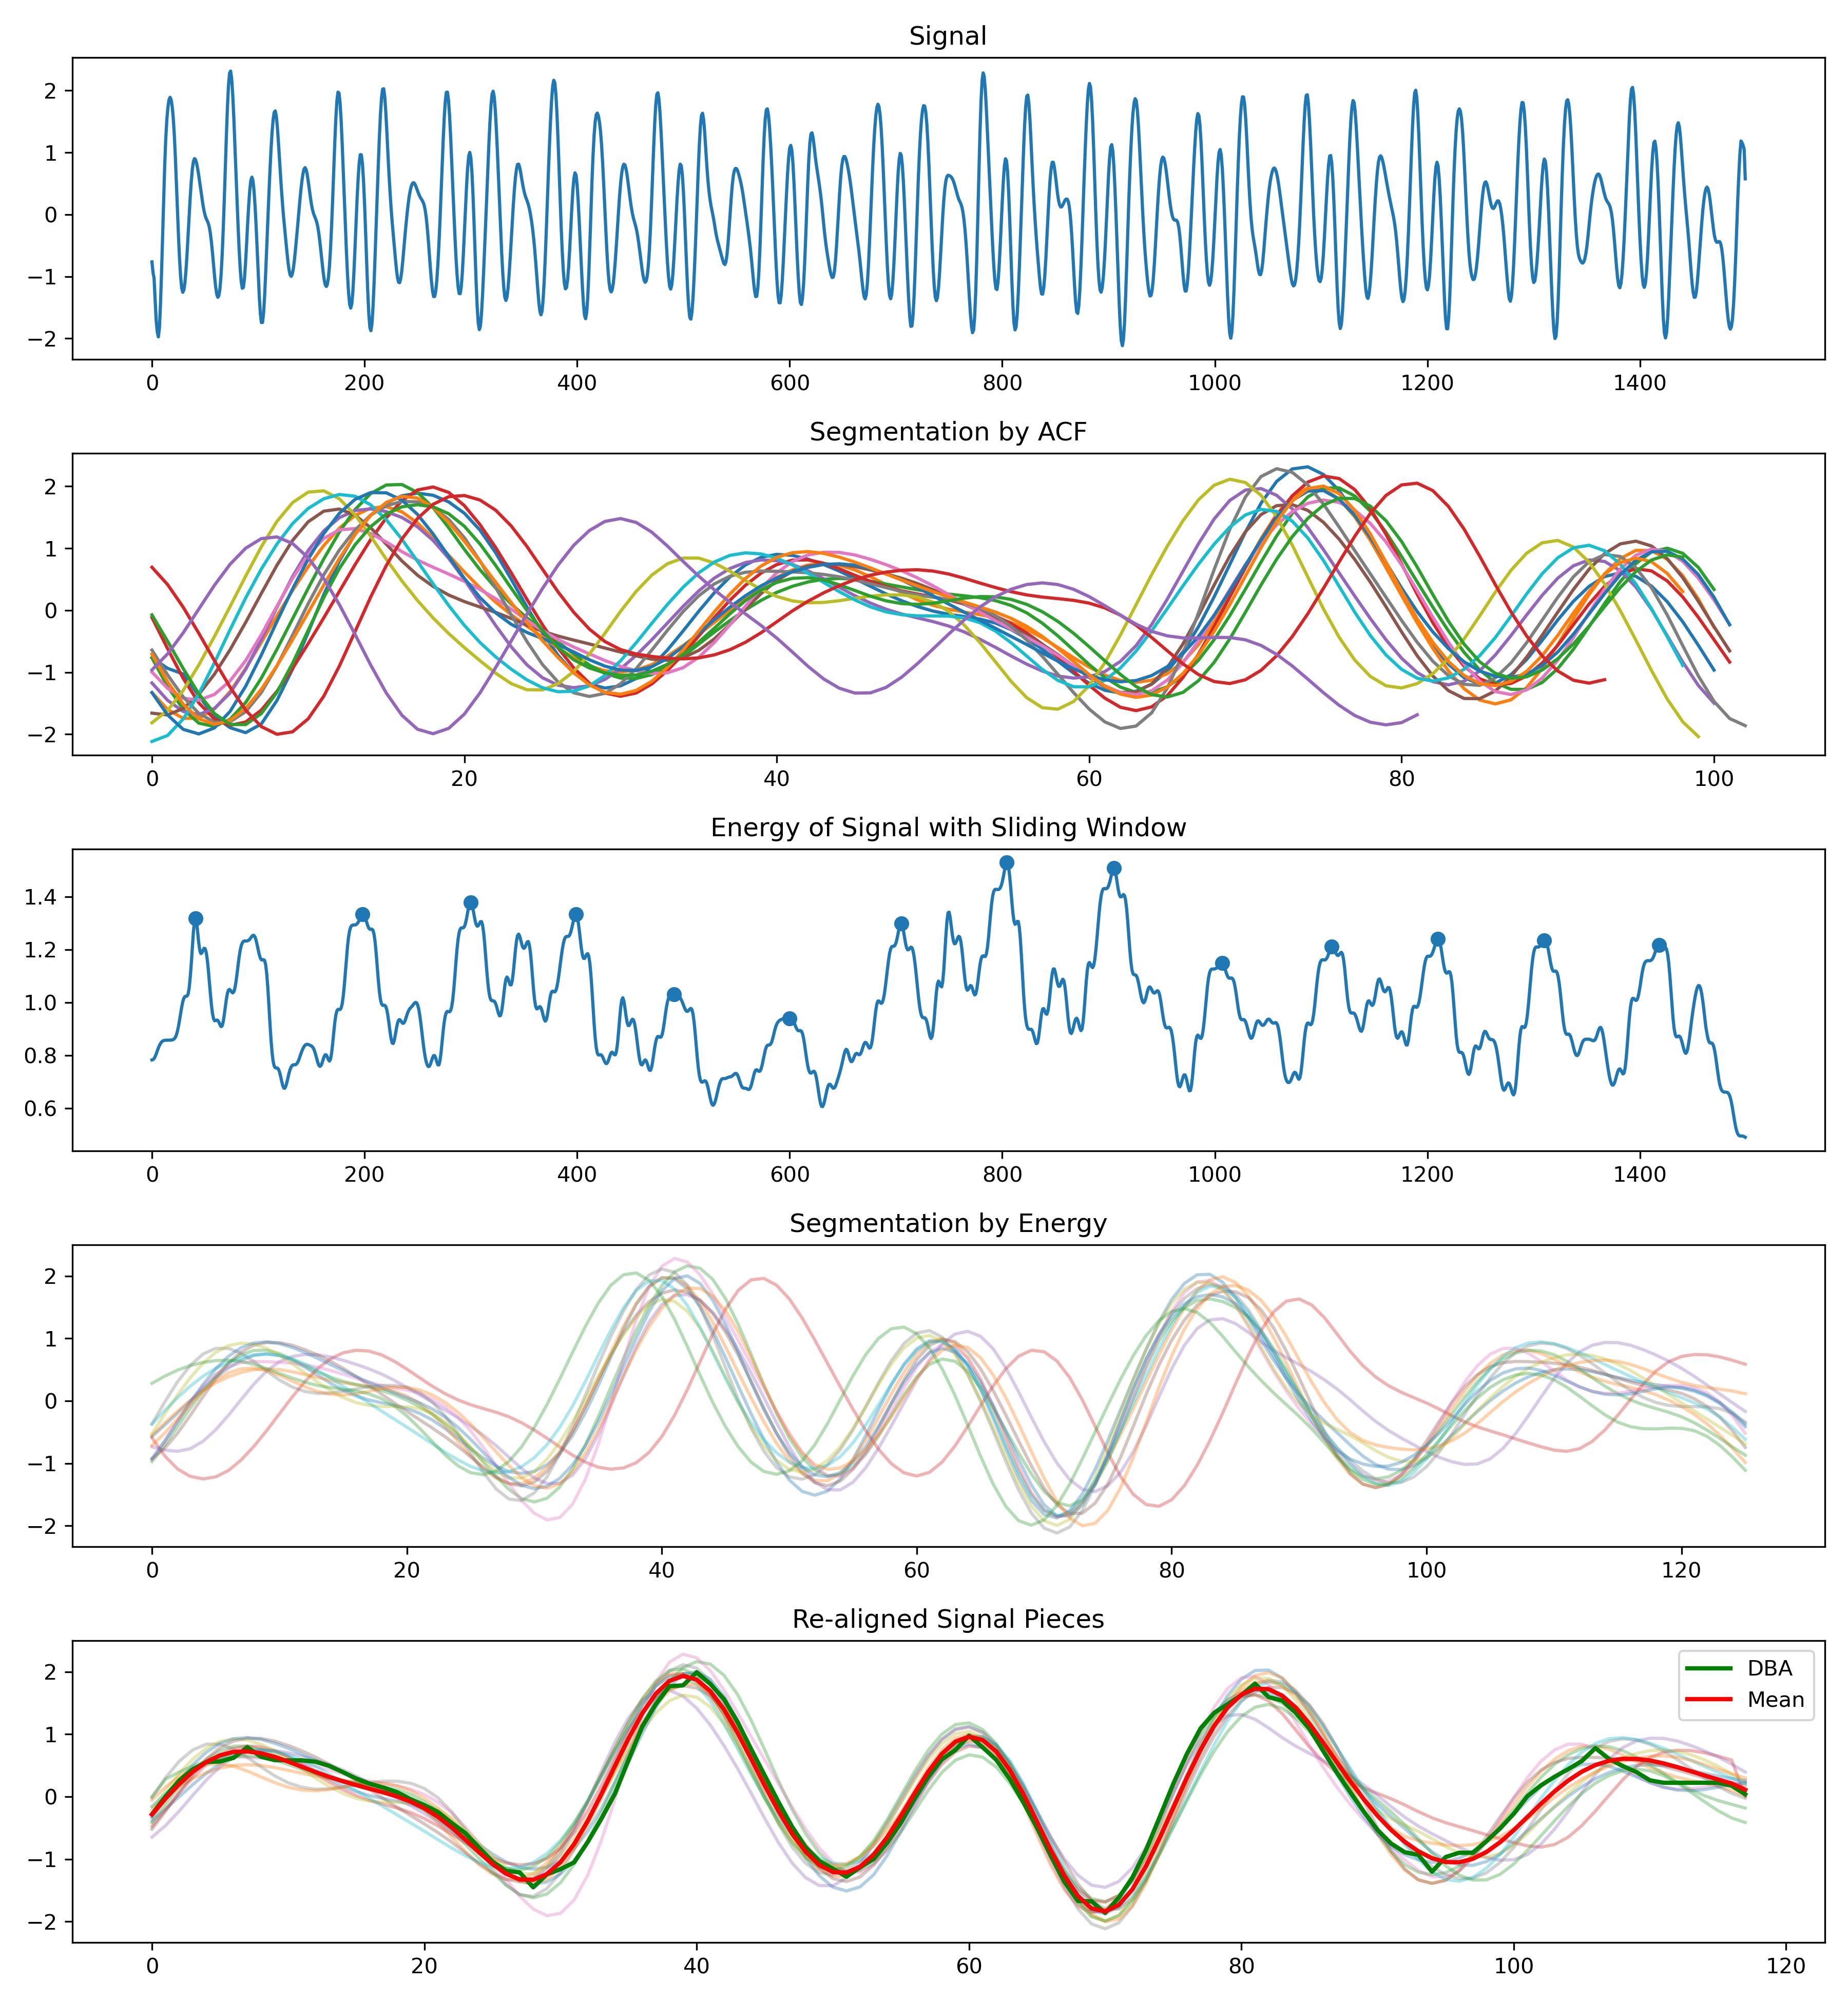 Signal
2
1
0
−1
−2
0 200 400 600 800 1000 1200 1400
Segmentation by ACF
2
1
0
−1
−2
0 20 40 60 80 100
Energy of Signal with Sliding Window
1.4
1.2
1.0
0.8
0.6
0 200 400 600 800 1000 1200 1400
Segmentation by Energy
2
1
0
−1
−2
0 20 40 60 80 100 120
Re-aligned Signal Pieces
DBA
Mean
2
1
0
−1
−2
0 20 40 60 80 100 120